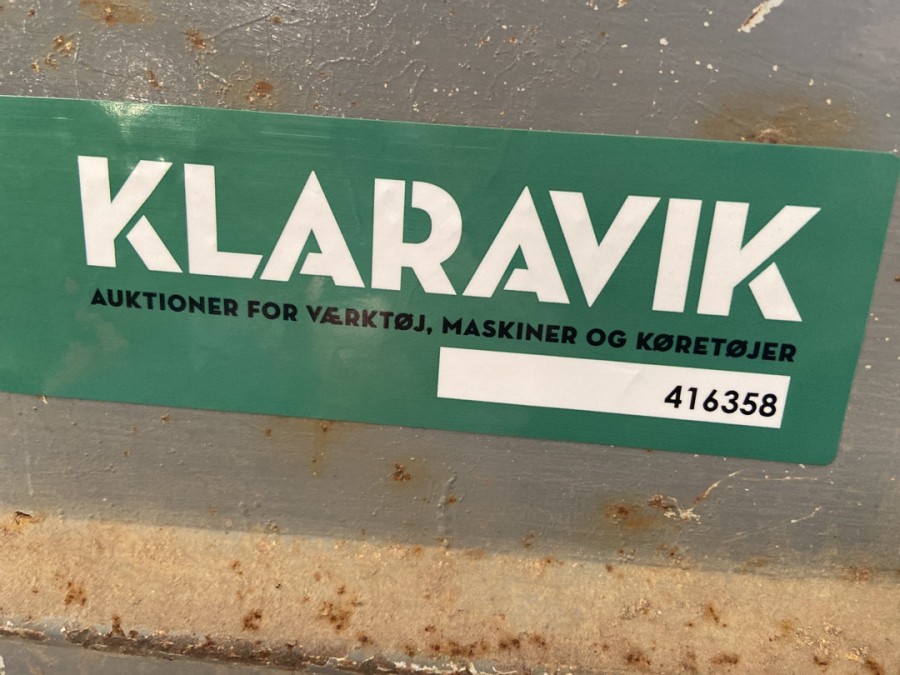 KLARAVIK
AUKTIONER FOR VÆRKTØJ, MASKINER OG KØRETØJER
416358